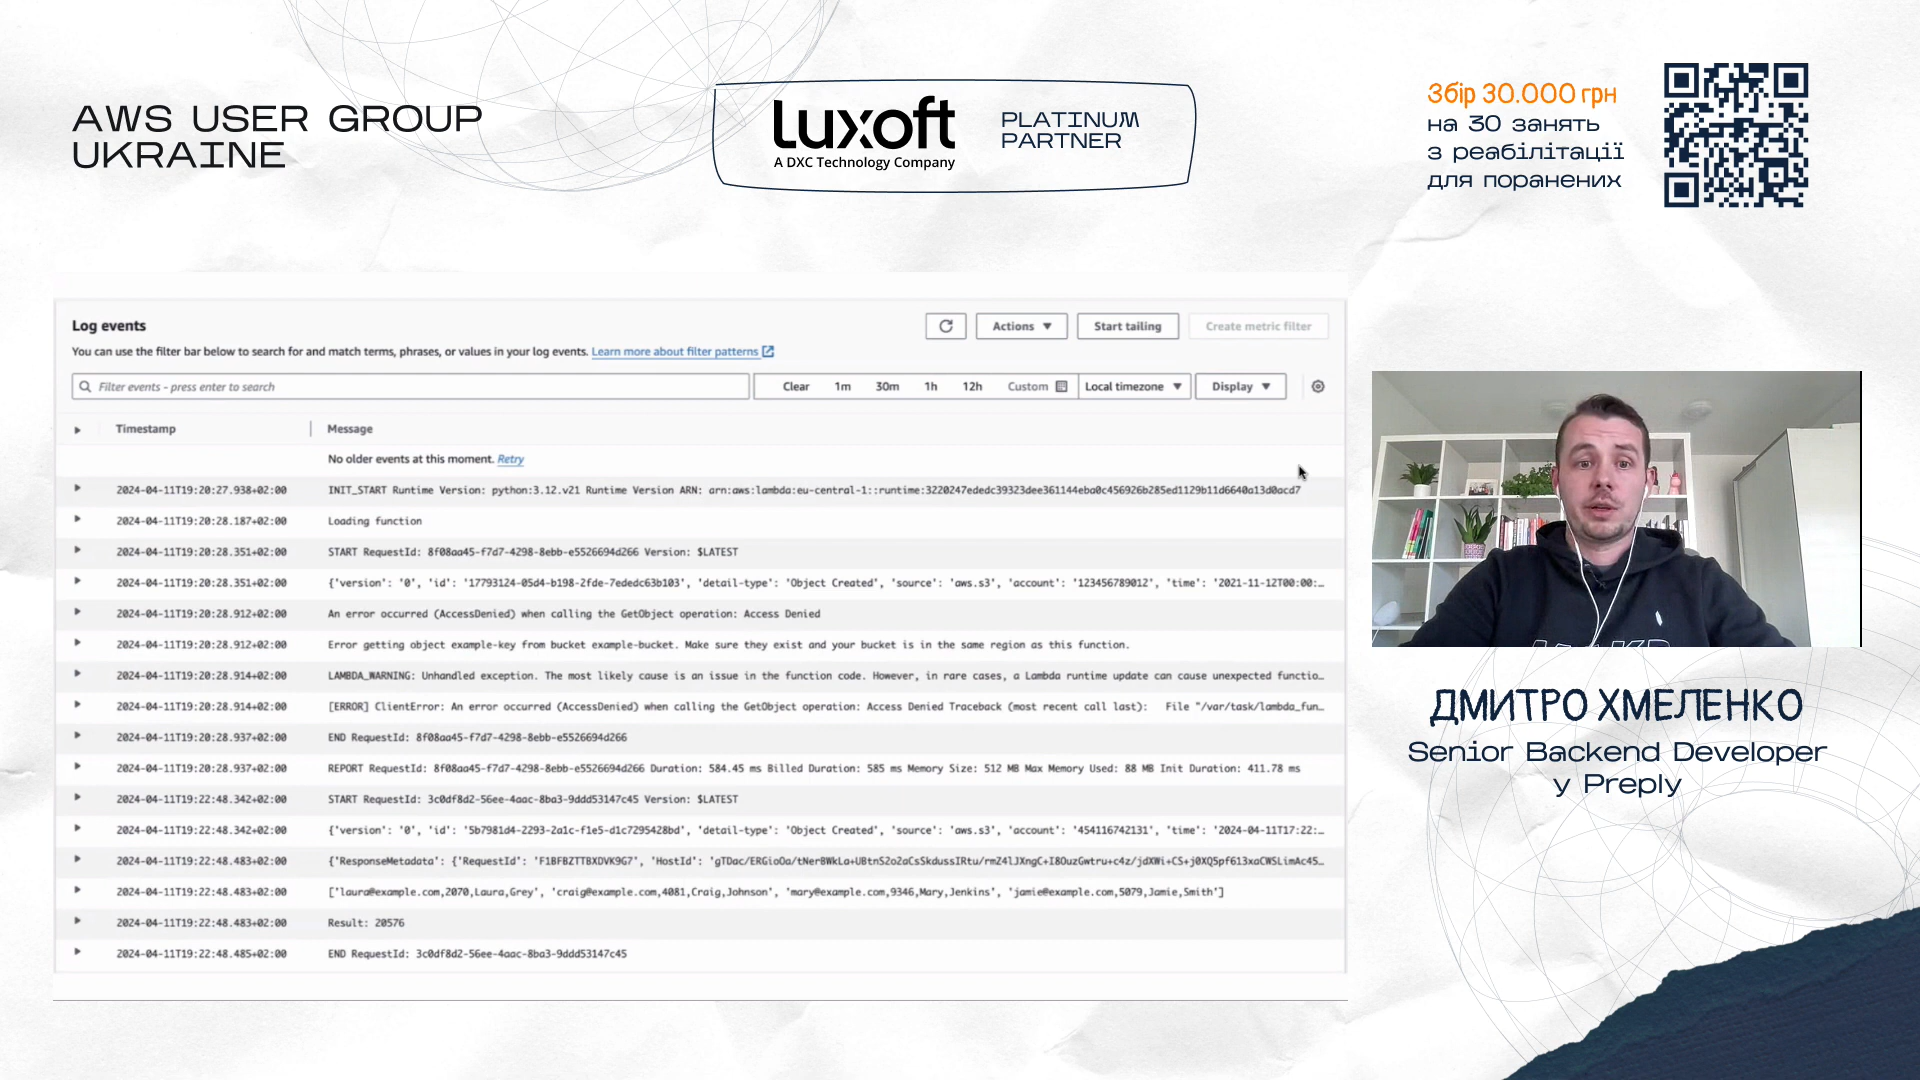 AWS USER GROUP
UKRAINE
Luxoft
A DXC Technology Company
PLATINUM
PARTNER
Збір 30.000 грн
на 30 занять
з реабілітації
для поранених
Log events
Actions
Start tailing
Create metric filter
You can use the filter bar below to search for and match terms, phrases, or values in your log events. Learn more about filter patterns
Filter events - press enter to search
Clear 1m 30m 1h 12h Custom Local timezone Display
Timestamp Message
No older events at this moment. Retry
2024-04-11T19:20:27.938+02:00 INIT_START Runtime Version: python:3.12.v21 Runtime Version ARN: arn:aws:lambda:eu-central-1::runtime:3220247ededc39323dee361144eba0c456926b285ed1129b11d6640a13d0acd7
2024-04-11T19:20:28.187+02:00 Loading function
2024-04-11T19:20:28.351+02:00 START RequestId: 8f08aa45-f7d7-4298-8ebb-e5526694d266 Version: $LATEST
2024-04-11T19:20:28.351+02:00 {'version': '0', 'id': '17793124-05d4-b198-2fde-7ededc63b103', 'detail-type': 'Object Created', 'source': 'aws.s3', 'account': '123456789012', 'time': '2021-11-12T00:00:…
2024-04-11T19:20:28.912+02:00 An error occurred (AccessDenied) when calling the GetObject operation: Access Denied
2024-04-11T19:20:28.912+02:00 Error getting object example-key from bucket example-bucket. Make sure they exist and your bucket is in the same region as this function.
2024-04-11T19:20:28.914+02:00 LAMBDA_WARNING: Unhandled exception. The most likely cause is an issue in the function code. However, in rare cases, a Lambda runtime update can cause unexpected functio…
2024-04-11T19:20:28.914+02:00 [ERROR] ClientError: An error occurred (AccessDenied) when calling the GetObject operation: Access Denied Traceback (most recent call last): File "/var/task/lambda_fun…
2024-04-11T19:20:28.937+02:00 END RequestId: 8f08aa45-f7d7-4298-8ebb-e5526694d266
2024-04-11T19:20:28.937+02:00 REPORT RequestId: 8f08aa45-f7d7-4298-8ebb-e5526694d266 Duration: 584.45 ms Billed Duration: 585 ms Memory Size: 512 MB Max Memory Used: 88 MB Init Duration: 411.78 ms
2024-04-11T19:22:48.342+02:00 START RequestId: 3c0df8d2-56ee-4aac-8ba3-9ddd53147c45 Version: $LATEST
2024-04-11T19:22:48.342+02:00 {'version': '0', 'id': '5b7981d4-2293-2a1c-f1e5-d1c7295428bd', 'detail-type': 'Object Created', 'source': 'aws.s3', 'account': '454116742131', 'time': '2024-04-11T17:22:…
2024-04-11T19:22:48.483+02:00 {'ResponseMetadata': {'RequestId': 'F1BFBZTTBXDVK9G7', 'HostId': 'gTDac/ERGioOa/tNerBWkLa+UBtnS2o2aCsSkdussIRtu/rmZ4lJXngC+I8OuzGwtru+c4z/jdXWi+CS+j0XQ5pf613xaCWSLimAc45…
2024-04-11T19:22:48.483+02:00 ['laura@example.com,2070,Laura,Grey', 'craig@example.com,4081,Craig,Johnson', 'mary@example.com,9346,Mary,Jenkins', 'jamie@example.com,5079,Jamie,Smith']
2024-04-11T19:22:48.483+02:00 Result: 20576
2024-04-11T19:22:48.485+02:00 END RequestId: 3c0df8d2-56ee-4aac-8ba3-9ddd53147c45
ДМИТРО ХМЕЛЕНКО
Senior Backend Developer
у Preply